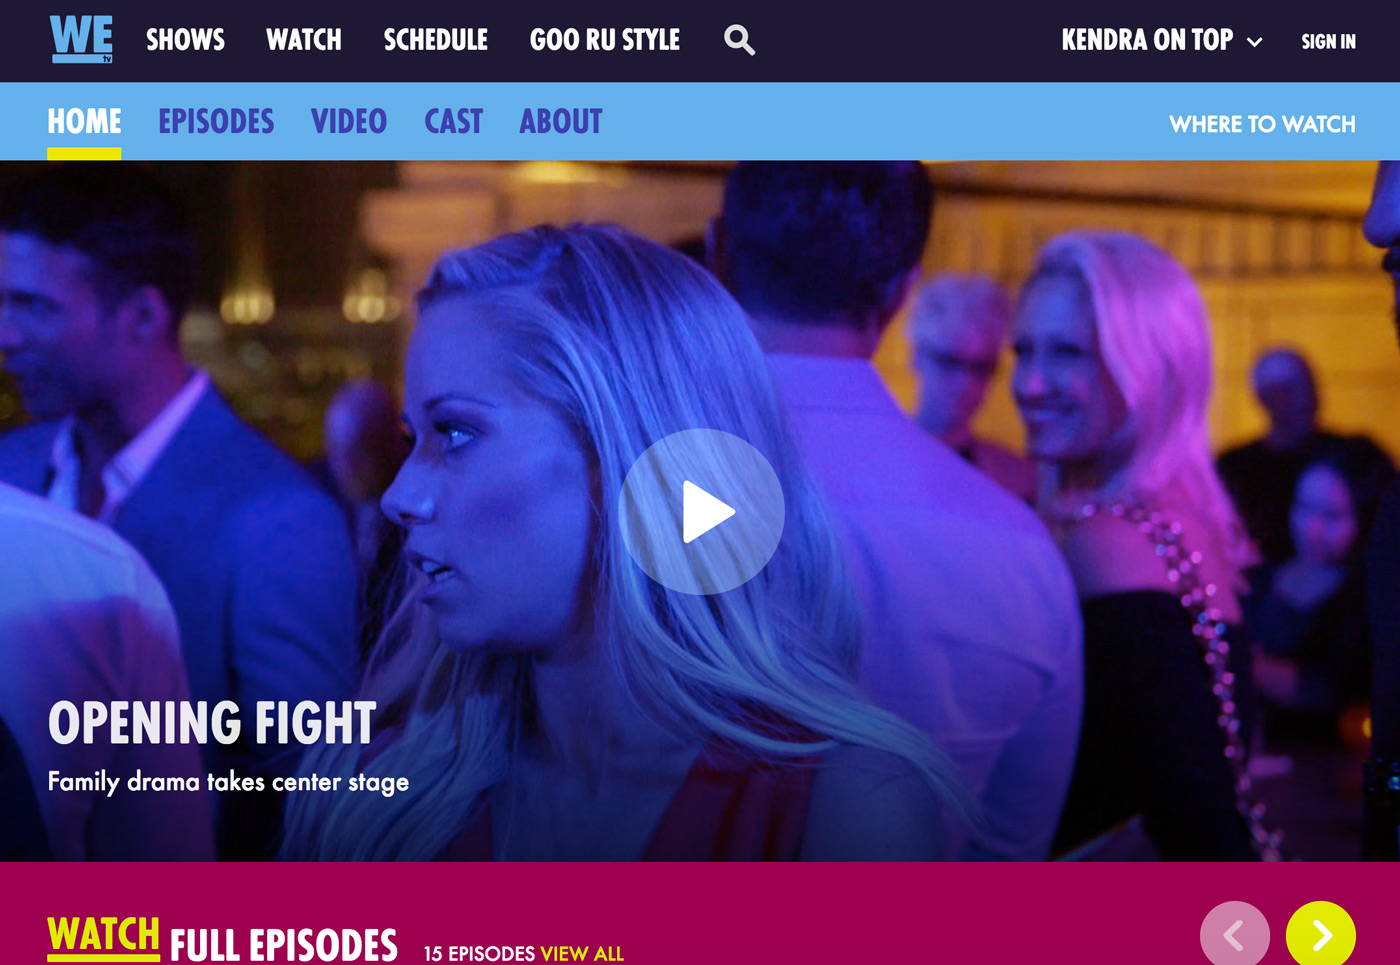 WE tv SHOWS WATCH SCHEDULE GOO RU STYLE KENDRA ON TOP SIGN IN
HOME EPISODES VIDEO CAST ABOUT WHERE TO WATCH
OPENING FIGHT
Family drama takes center stage
WATCH FULL EPISODES 15 EPISODES VIEW ALL